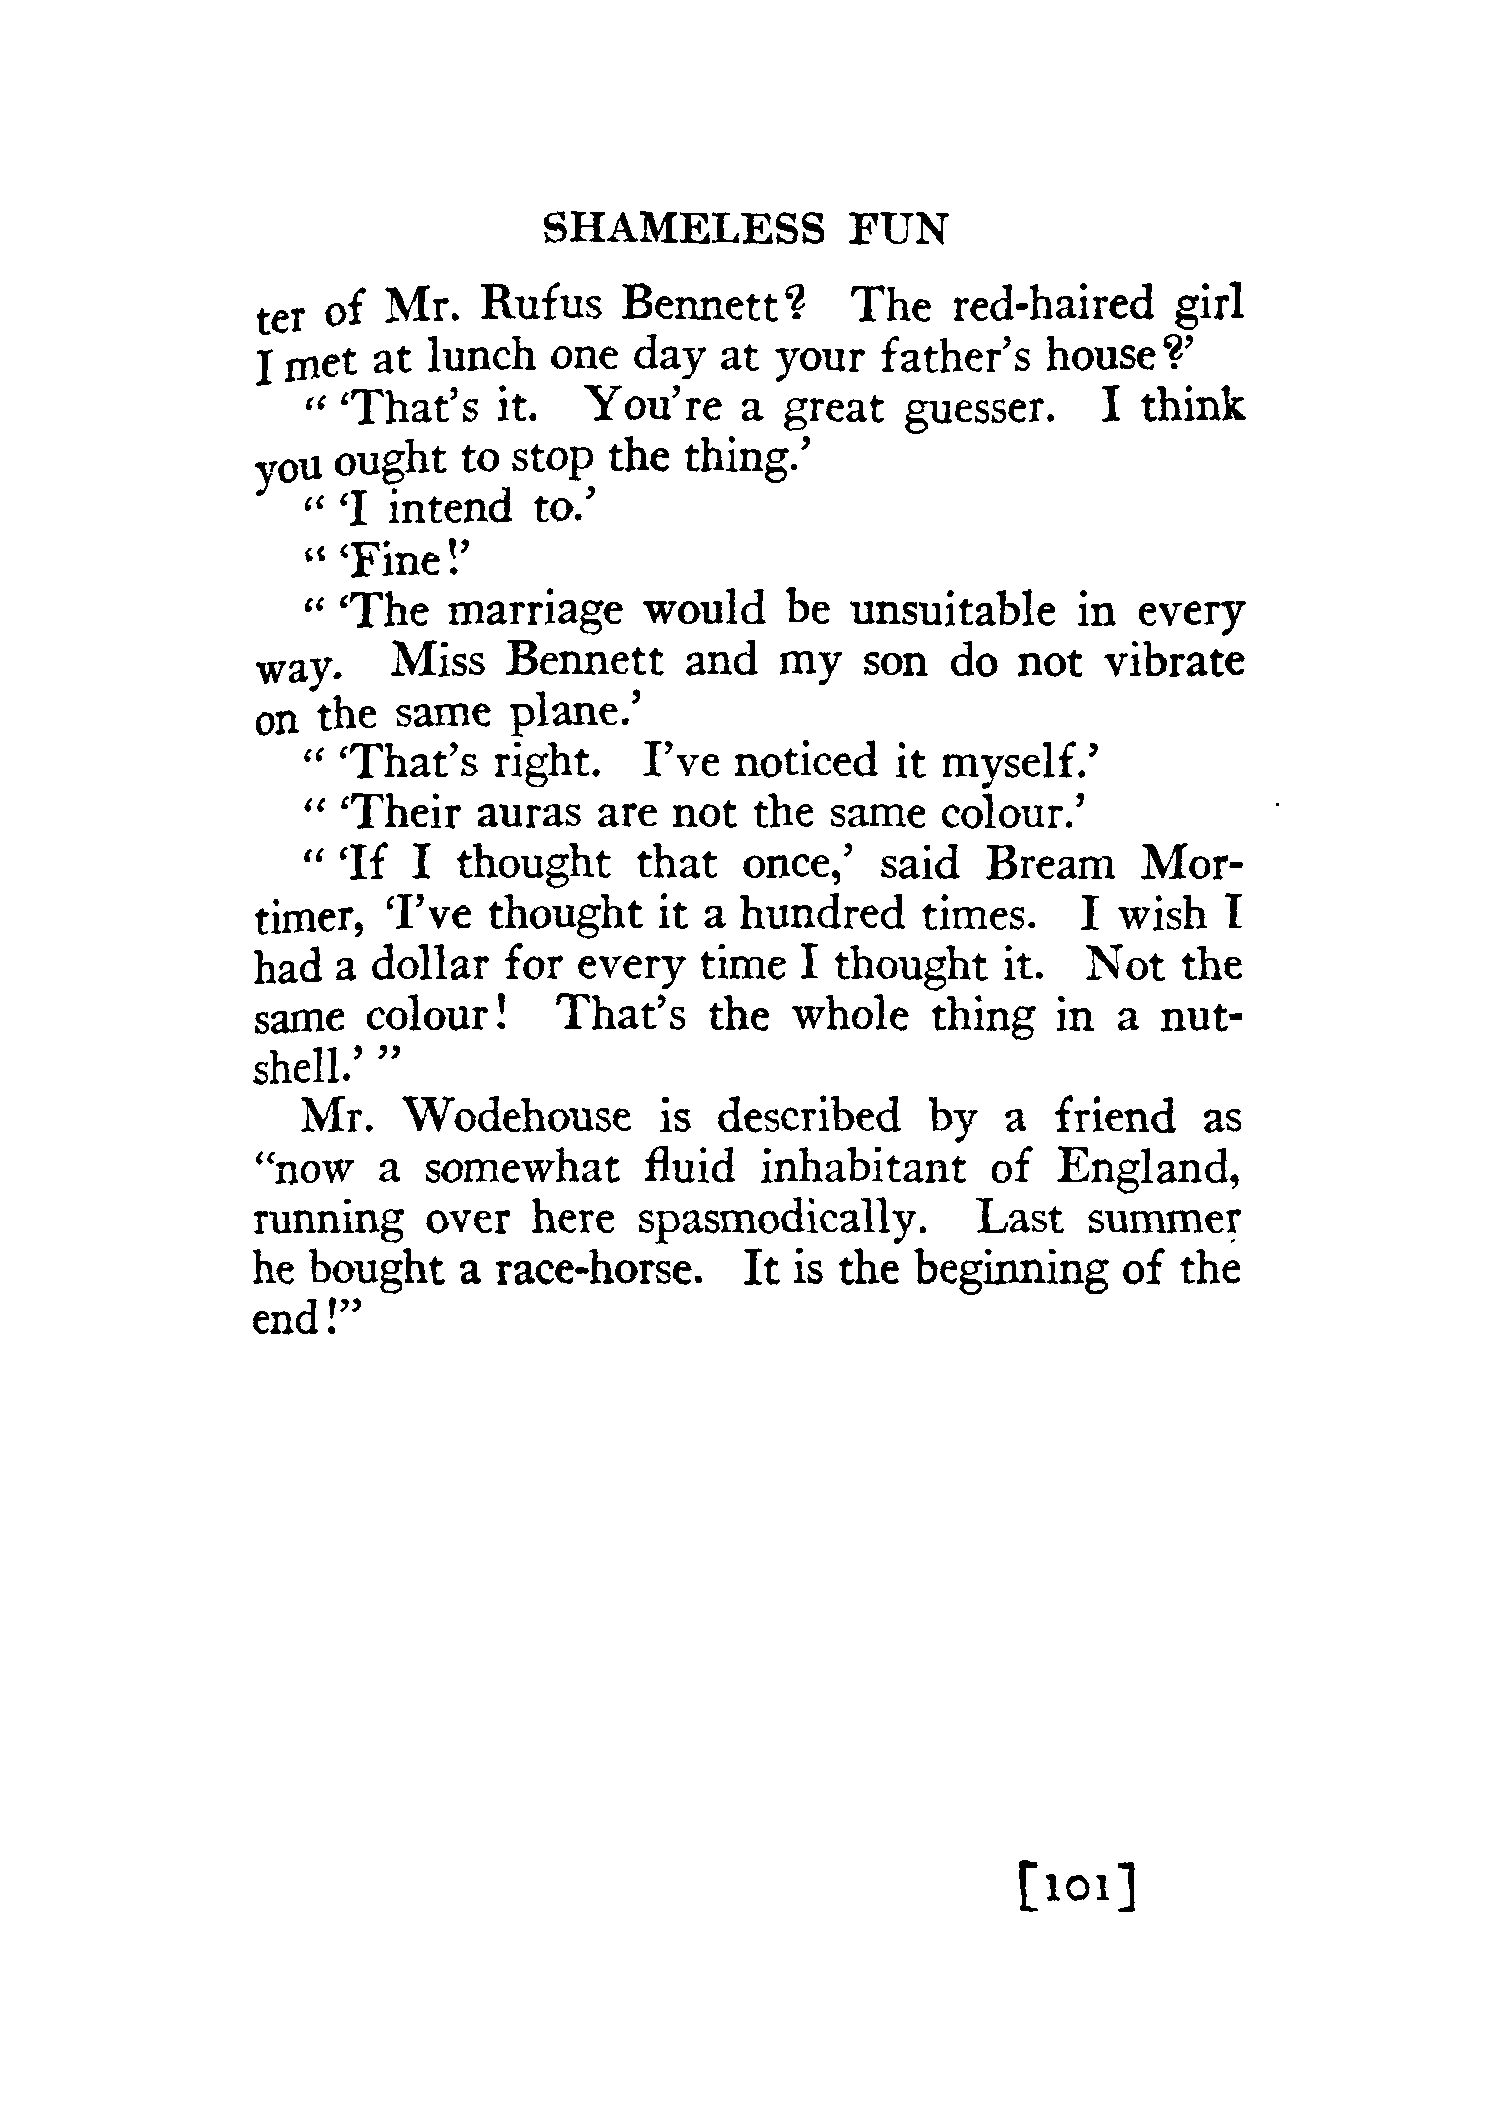 SHAMELESS FUN
ter of Mr. Rufus Bennett? The red-haired girl
I met at lunch one day at your father's house?'
" 'That's it. You're a great guesser. I think
you ought to stop the thing.'
" 'I intend to.'
" 'Fine!'
" 'The marriage would be unsuitable in every
way. Miss Bennett and my son do not vibrate
on the same plane.'
" 'That's right. I've noticed it myself.'
" 'Their auras are not the same colour.'
" 'If I thought that once,' said Bream Mor-
timer, 'I've thought it a hundred times. I wish I
had a dollar for every time I thought it. Not the
same colour! That's the whole thing in a nut-
shell.' "
Mr. Wodehouse is described by a friend as
"now a somewhat fluid inhabitant of England,
running over here spasmodically. Last summer
he bought a race-horse. It is the beginning of the
end!"
[101]